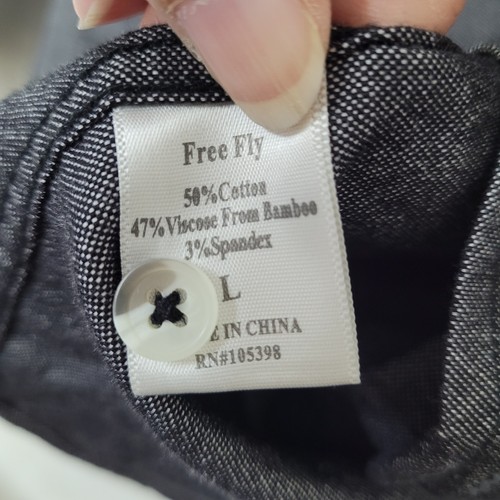 Free Fly
50%Cotton
47%Viscose From Bamboo
3%Spandex
L
E IN CHINA
RN#105398